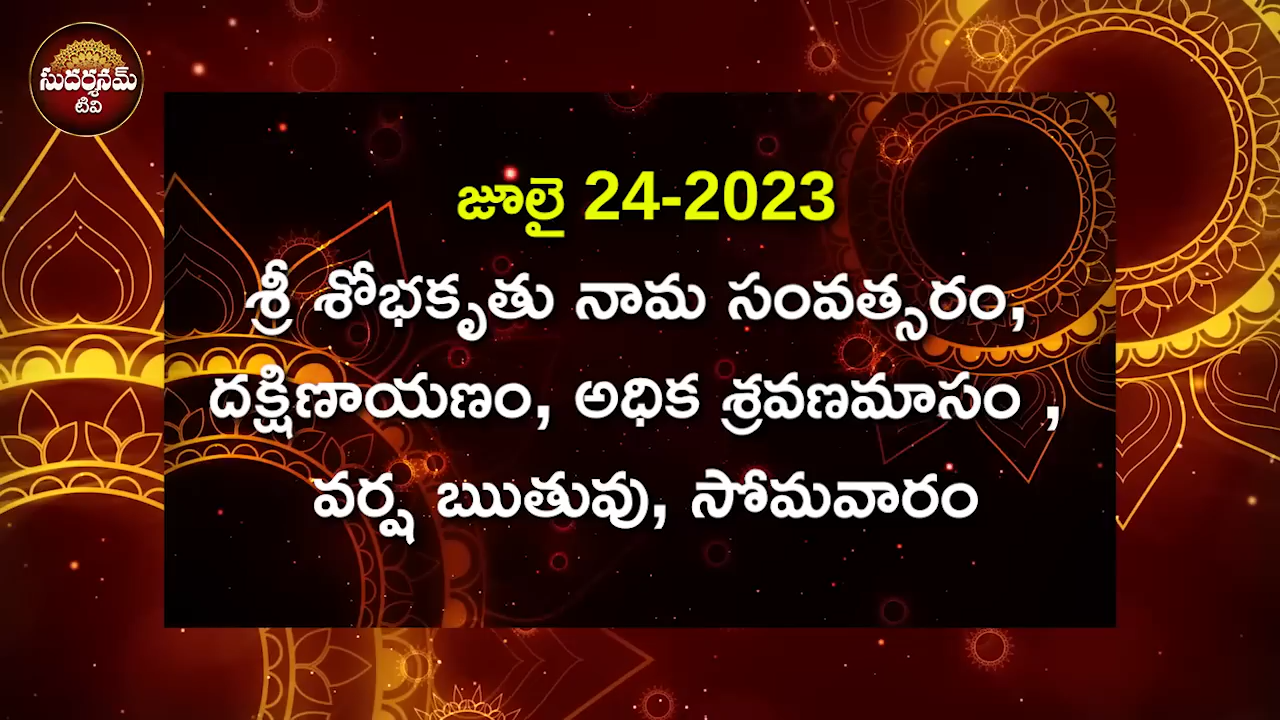 సుదర్శనమ్
టివి
జూలై 24-2023
శ్రీ శోభకృతు నామ సంవత్సరం,
దక్షిణాయణం, అధిక శ్రవణమాసం ,
వర్ష ఋతువు, సోమవారం